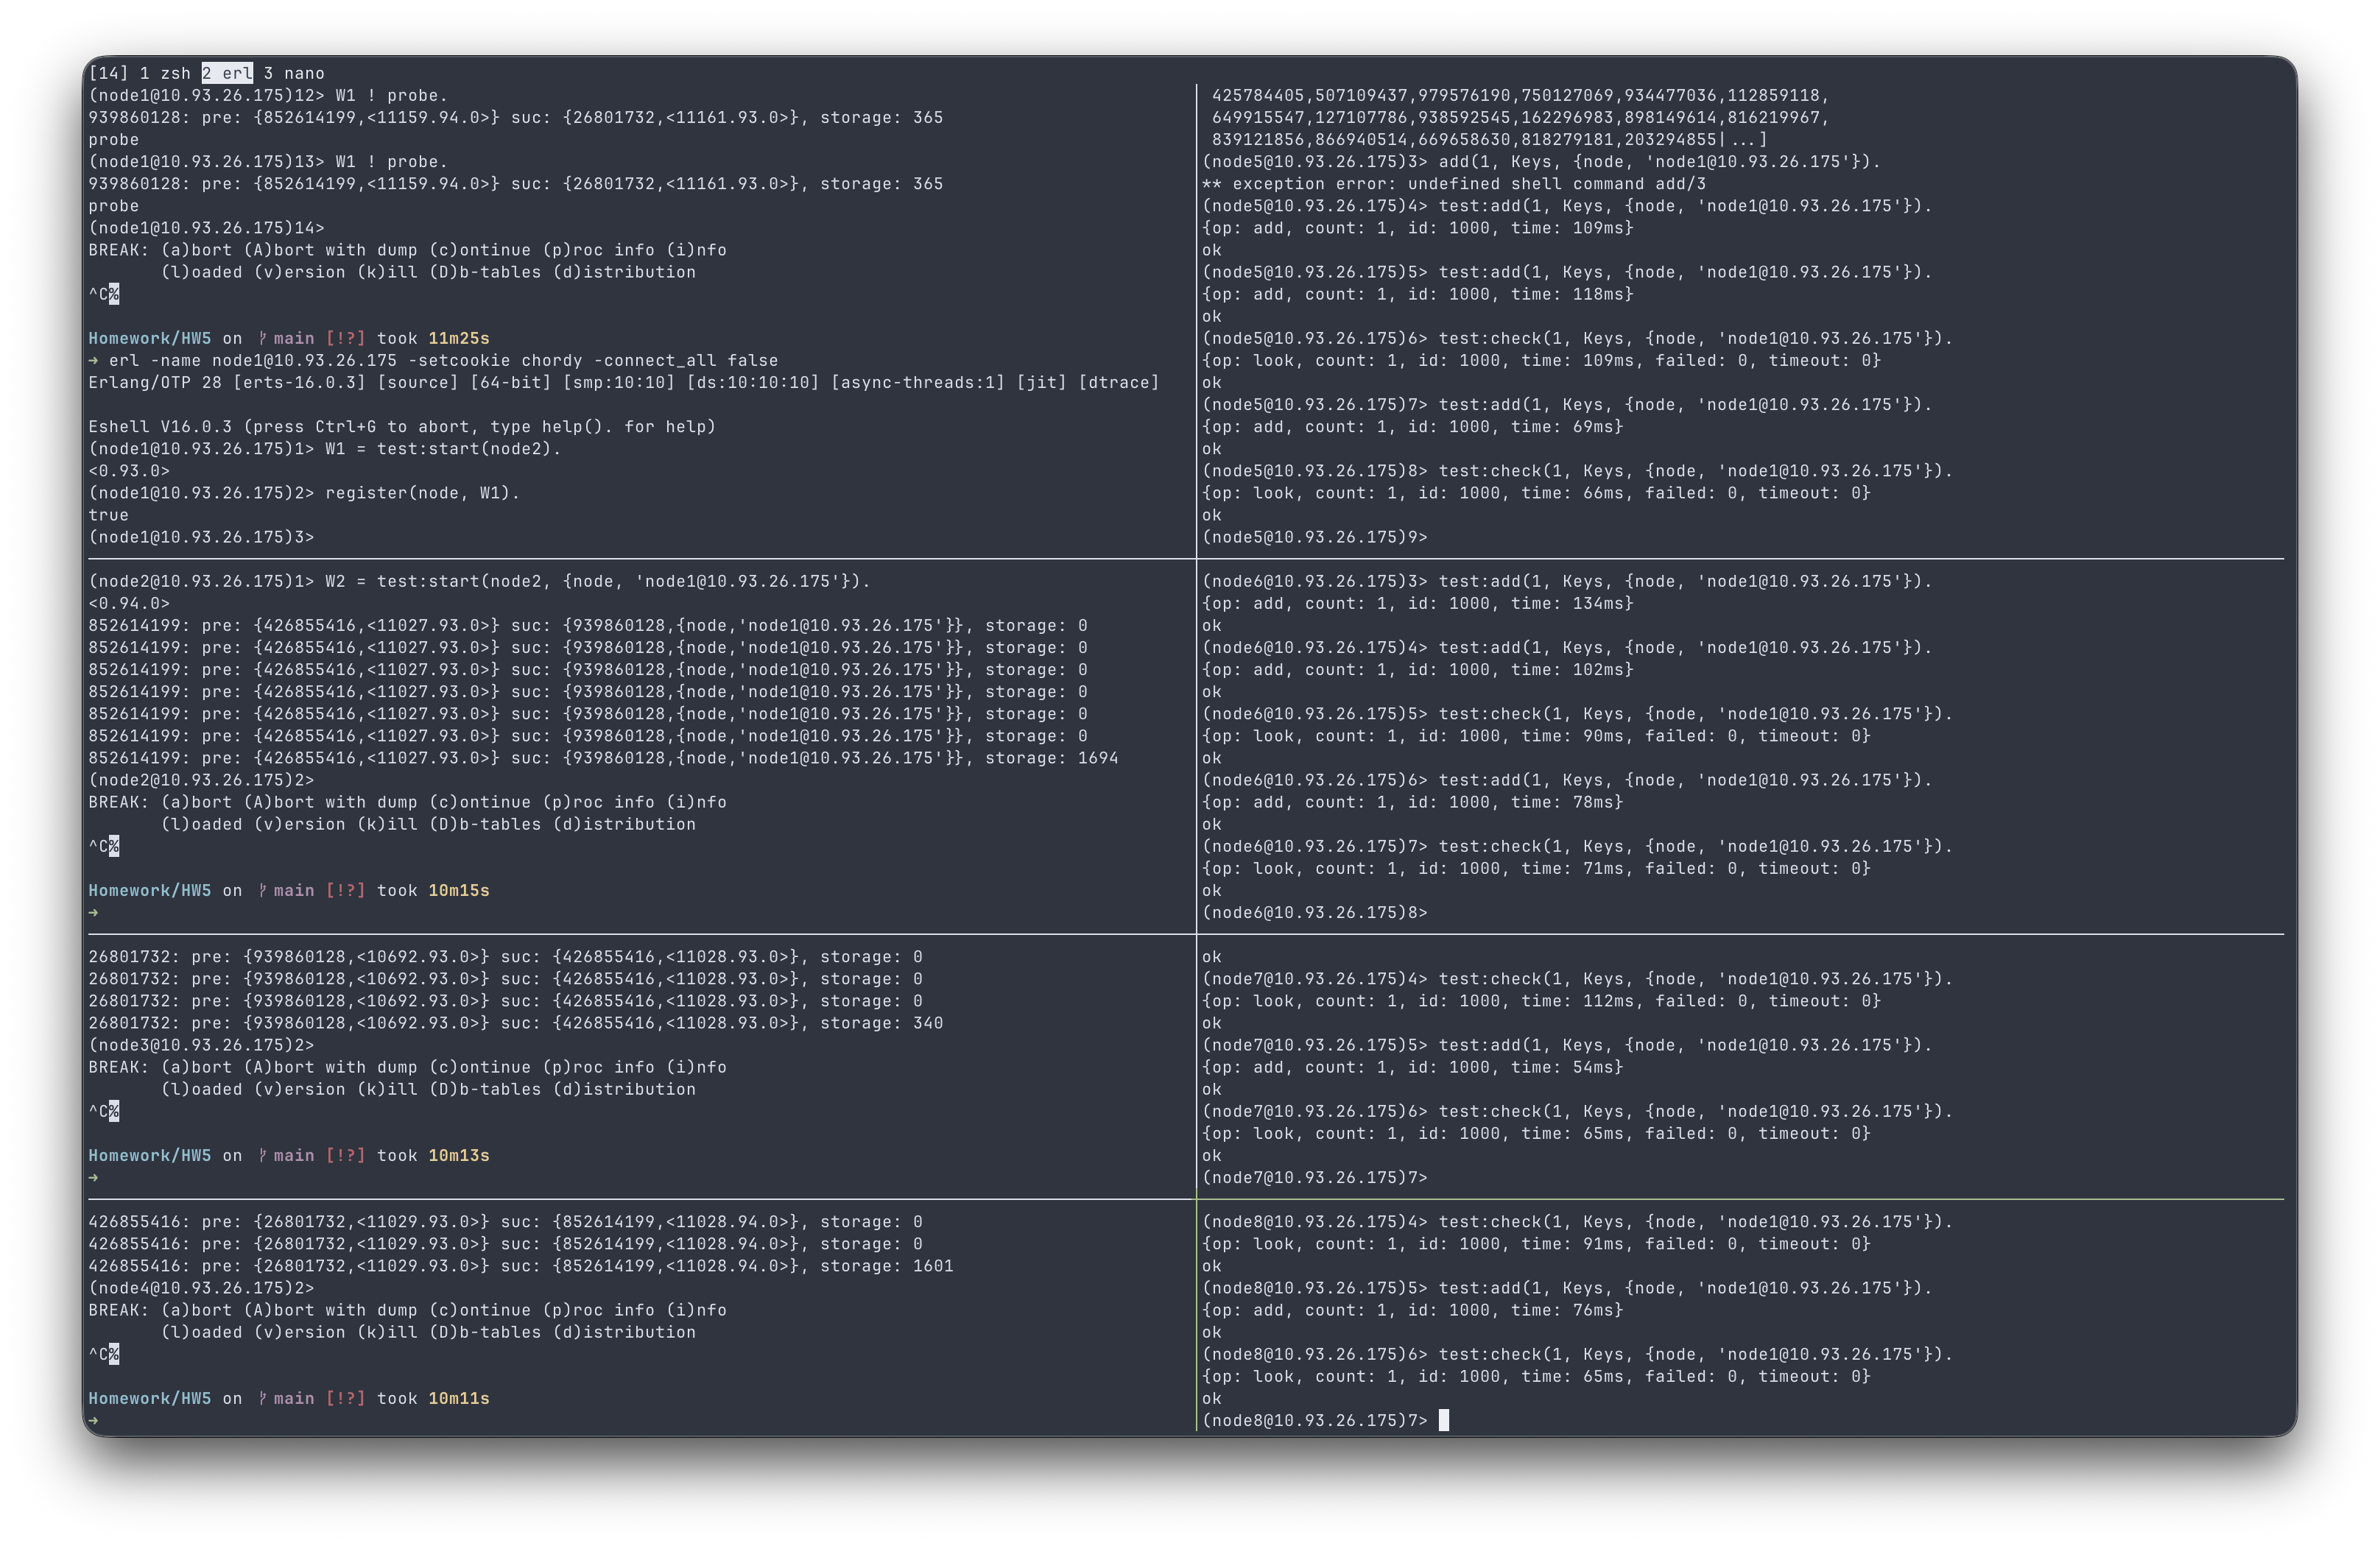 [14] 1 zsh 2 erl 3 nano
(node1@10.93.26.175)12> W1 ! probe.
939860128: pre: {852614199,<11159.94.0>} suc: {26801732,<11161.93.0>}, storage: 365
probe
(node1@10.93.26.175)13> W1 ! probe.
939860128: pre: {852614199,<11159.94.0>} suc: {26801732,<11161.93.0>}, storage: 365
probe
(node1@10.93.26.175)14>
BREAK: (a)bort (A)bort with dump (c)ontinue (p)roc info (i)nfo
       (l)oaded (v)ersion (k)ill (D)b-tables (d)istribution
^C%
Homework/HW5 on main [!?] took 11m25s
→ erl -name node1@10.93.26.175 -setcookie chordy -connect_all false
Erlang/OTP 28 [erts-16.0.3] [source] [64-bit] [smp:10:10] [ds:10:10:10] [async-threads:1] [jit] [dtrace]
Eshell V16.0.3 (press Ctrl+G to abort, type help(). for help)
(node1@10.93.26.175)1> W1 = test:start(node2).
<0.93.0>
(node1@10.93.26.175)2> register(node, W1).
true
(node1@10.93.26.175)3>
(node2@10.93.26.175)1> W2 = test:start(node2, {node, 'node1@10.93.26.175'}).
<0.94.0>
852614199: pre: {426855416,<11027.93.0>} suc: {939860128,{node,'node1@10.93.26.175'}}, storage: 0
852614199: pre: {426855416,<11027.93.0>} suc: {939860128,{node,'node1@10.93.26.175'}}, storage: 0
852614199: pre: {426855416,<11027.93.0>} suc: {939860128,{node,'node1@10.93.26.175'}}, storage: 0
852614199: pre: {426855416,<11027.93.0>} suc: {939860128,{node,'node1@10.93.26.175'}}, storage: 0
852614199: pre: {426855416,<11027.93.0>} suc: {939860128,{node,'node1@10.93.26.175'}}, storage: 0
852614199: pre: {426855416,<11027.93.0>} suc: {939860128,{node,'node1@10.93.26.175'}}, storage: 0
852614199: pre: {426855416,<11027.93.0>} suc: {939860128,{node,'node1@10.93.26.175'}}, storage: 1694
(node2@10.93.26.175)2>
BREAK: (a)bort (A)bort with dump (c)ontinue (p)roc info (i)nfo
       (l)oaded (v)ersion (k)ill (D)b-tables (d)istribution
^C%
Homework/HW5 on main [!?] took 10m15s
→
26801732: pre: {939860128,<10692.93.0>} suc: {426855416,<11028.93.0>}, storage: 0
26801732: pre: {939860128,<10692.93.0>} suc: {426855416,<11028.93.0>}, storage: 0
26801732: pre: {939860128,<10692.93.0>} suc: {426855416,<11028.93.0>}, storage: 0
26801732: pre: {939860128,<10692.93.0>} suc: {426855416,<11028.93.0>}, storage: 340
(node3@10.93.26.175)2>
BREAK: (a)bort (A)bort with dump (c)ontinue (p)roc info (i)nfo
       (l)oaded (v)ersion (k)ill (D)b-tables (d)istribution
^C%
Homework/HW5 on main [!?] took 10m13s
→
426855416: pre: {26801732,<11029.93.0>} suc: {852614199,<11028.94.0>}, storage: 0
426855416: pre: {26801732,<11029.93.0>} suc: {852614199,<11028.94.0>}, storage: 0
426855416: pre: {26801732,<11029.93.0>} suc: {852614199,<11028.94.0>}, storage: 1601
(node4@10.93.26.175)2>
BREAK: (a)bort (A)bort with dump (c)ontinue (p)roc info (i)nfo
       (l)oaded (v)ersion (k)ill (D)b-tables (d)istribution
^C%
Homework/HW5 on main [!?] took 10m11s
→
425784405,507109437,979576190,750127069,934477036,112859118,
649915547,127107786,938592545,162296983,898149614,816219967,
839121856,866940514,669658630,818279181,203294855|...]
(node5@10.93.26.175)3> add(1, Keys, {node, 'node1@10.93.26.175'}).
** exception error: undefined shell command add/3
(node5@10.93.26.175)4> test:add(1, Keys, {node, 'node1@10.93.26.175'}).
{op: add, count: 1, id: 1000, time: 109ms}
ok
(node5@10.93.26.175)5> test:add(1, Keys, {node, 'node1@10.93.26.175'}).
{op: add, count: 1, id: 1000, time: 118ms}
ok
(node5@10.93.26.175)6> test:check(1, Keys, {node, 'node1@10.93.26.175'}).
{op: look, count: 1, id: 1000, time: 109ms, failed: 0, timeout: 0}
ok
(node5@10.93.26.175)7> test:add(1, Keys, {node, 'node1@10.93.26.175'}).
{op: add, count: 1, id: 1000, time: 69ms}
ok
(node5@10.93.26.175)8> test:check(1, Keys, {node, 'node1@10.93.26.175'}).
{op: look, count: 1, id: 1000, time: 66ms, failed: 0, timeout: 0}
ok
(node5@10.93.26.175)9>
(node6@10.93.26.175)3> test:add(1, Keys, {node, 'node1@10.93.26.175'}).
{op: add, count: 1, id: 1000, time: 134ms}
ok
(node6@10.93.26.175)4> test:add(1, Keys, {node, 'node1@10.93.26.175'}).
{op: add, count: 1, id: 1000, time: 102ms}
ok
(node6@10.93.26.175)5> test:check(1, Keys, {node, 'node1@10.93.26.175'}).
{op: look, count: 1, id: 1000, time: 90ms, failed: 0, timeout: 0}
ok
(node6@10.93.26.175)6> test:add(1, Keys, {node, 'node1@10.93.26.175'}).
{op: add, count: 1, id: 1000, time: 78ms}
ok
(node6@10.93.26.175)7> test:check(1, Keys, {node, 'node1@10.93.26.175'}).
{op: look, count: 1, id: 1000, time: 71ms, failed: 0, timeout: 0}
ok
(node6@10.93.26.175)8>
ok
(node7@10.93.26.175)4> test:check(1, Keys, {node, 'node1@10.93.26.175'}).
{op: look, count: 1, id: 1000, time: 112ms, failed: 0, timeout: 0}
ok
(node7@10.93.26.175)5> test:add(1, Keys, {node, 'node1@10.93.26.175'}).
{op: add, count: 1, id: 1000, time: 54ms}
ok
(node7@10.93.26.175)6> test:check(1, Keys, {node, 'node1@10.93.26.175'}).
{op: look, count: 1, id: 1000, time: 65ms, failed: 0, timeout: 0}
ok
(node7@10.93.26.175)7>
(node8@10.93.26.175)4> test:check(1, Keys, {node, 'node1@10.93.26.175'}).
{op: look, count: 1, id: 1000, time: 91ms, failed: 0, timeout: 0}
ok
(node8@10.93.26.175)5> test:add(1, Keys, {node, 'node1@10.93.26.175'}).
{op: add, count: 1, id: 1000, time: 76ms}
ok
(node8@10.93.26.175)6> test:check(1, Keys, {node, 'node1@10.93.26.175'}).
{op: look, count: 1, id: 1000, time: 65ms, failed: 0, timeout: 0}
ok
(node8@10.93.26.175)7>